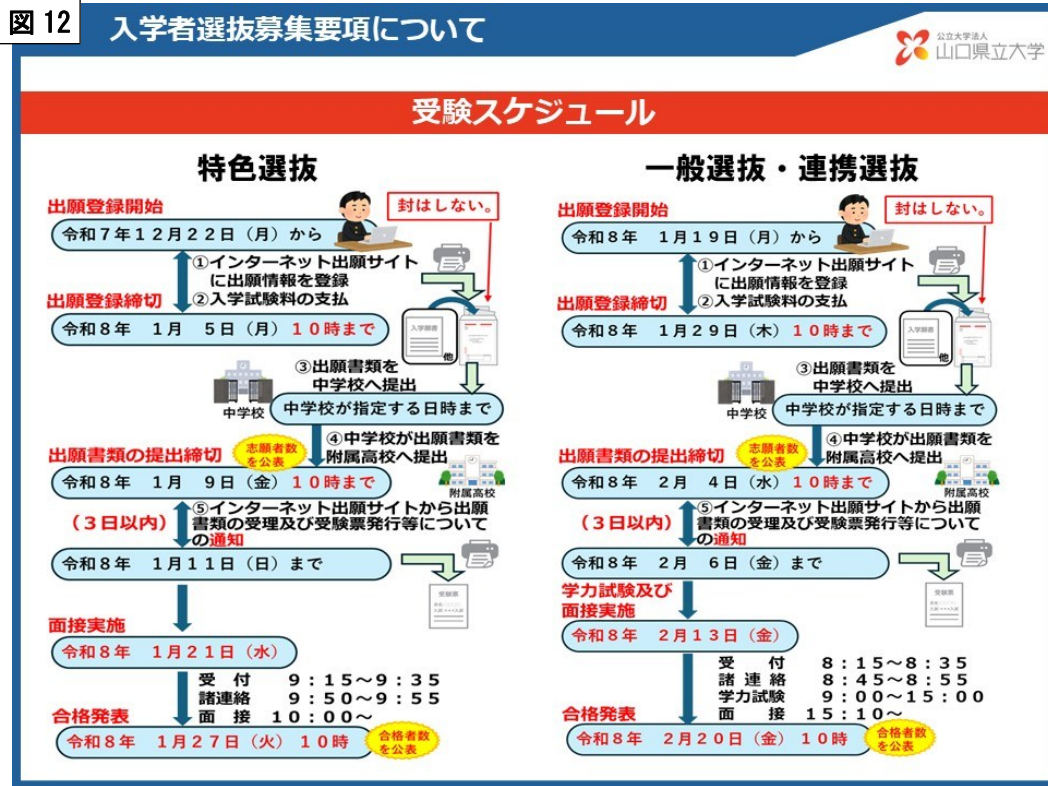 図 12
入学者選抜募集要項について
公立大学法人
山口県立大学
受験スケジュール
特色選抜
出願登録開始
封はしない。
令和７年１２月２２日（月）から
①インターネット出願サイト
に出願情報を登録
②入学試験料の支払
出願登録締切
令和８年　１月　５日（月）１０時まで
入学願書
他
③出願書類を
中学校へ提出
中学校
中学校が指定する日時まで
④中学校が出願書類を
附属高校へ提出
志願者数
を公表
出願書類の提出締切
令和８年　１月　９日（金）１０時まで
附属高校
（３日以内）
⑤インターネット出願サイトから出願
書類の受理及び受験票発行等について
の通知
令和８年　１月１１日（日）まで
受験票
面接実施
令和８年　１月２１日（水）
受　付　９：１５～９：３５
諸連絡　９：５０～９：５５
面　接　１０：００～
合格発表
令和８年　１月２７日（火）１０時
合格者数
を公表
一般選抜・連携選抜
出願登録開始
封はしない。
令和８年　１月１９日（月）から
①インターネット出願サイト
に出願情報を登録
②入学試験料の支払
出願登録締切
令和８年　１月２９日（木）１０時まで
入学願書
他
③出願書類を
中学校へ提出
中学校
中学校が指定する日時まで
④中学校が出願書類を
附属高校へ提出
志願者数
を公表
出願書類の提出締切
令和８年　２月　４日（水）１０時まで
附属高校
（３日以内）
⑤インターネット出願サイトから出願
書類の受理及び受験票発行等について
の通知
令和８年　２月　６日（金）まで
受験票
学力試験及び
面接実施
令和８年　２月１３日（金）
受　　付　８：１５～８：３５
諸 連 絡　８：４５～８：５５
学力試験　９：００～１５：００
面　　接　１５：１０～
合格発表
令和８年　２月２０日（金）１０時
合格者数
を公表